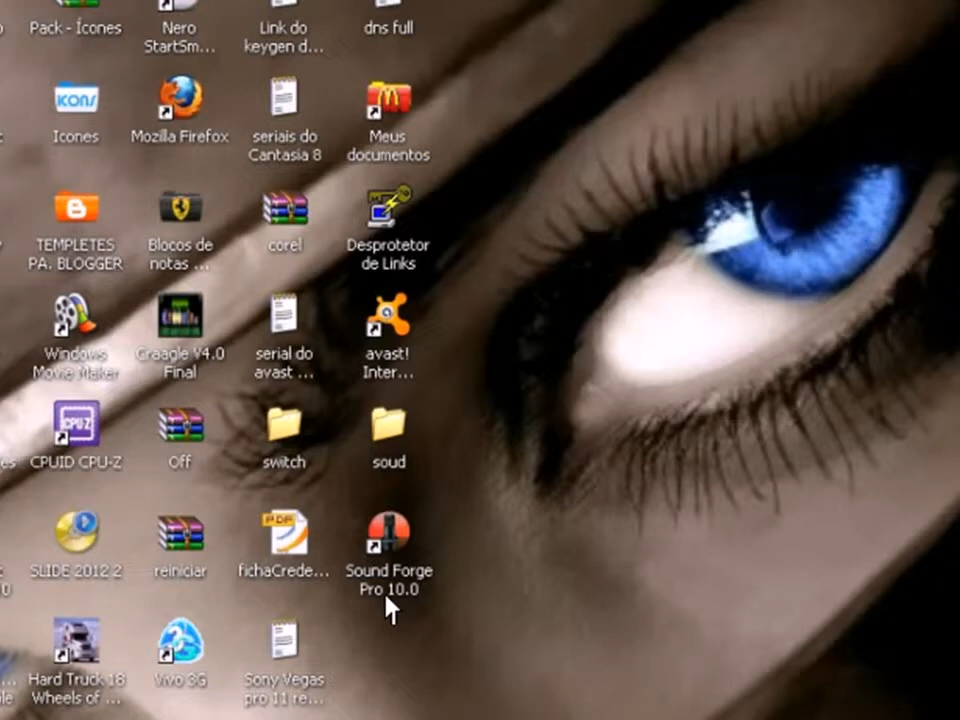 Pack - Ícones
Nero
StartSm...
Link do
keygen d...
dns full
ICONS
Icones
Mozilla Firefox
seriais do
Cantasia 8
Meus
documentos
TEMPLETES
PA. BLOGGER
Blocos de
notas ...
corel
Desprotetor
de Links
Windows
Movie Maker
Graagle V4.0
Final
serial do
avast ...
avast!
Inter...
CPU-Z
CPUID CPU-Z
Off
switch
soud
SLIDE 2012 2
reiniciar
PDF
fichaCrede...
Sound Forge
Pro 10.0
Hard Truck 18
Wheels of ...
Vivo 3G
Sony Vegas
pro 11 re...